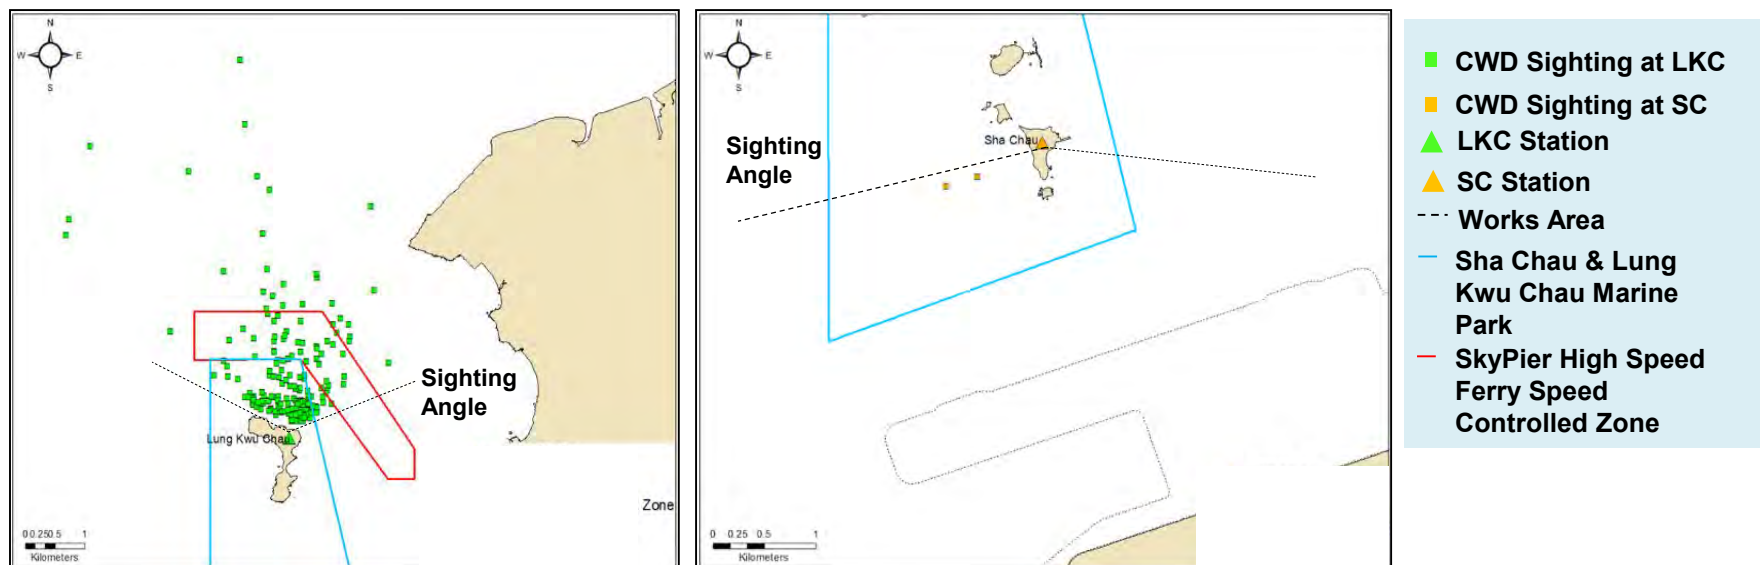 N
W E
S
Sighting
Angle
Lung Kwu Chau
Zone
0 0.25 0.5 1
Kilometers
N
W E
S
Sighting
Angle
Sha Chau
0 0.25 0.5 1
Kilometers
CWD Sighting at LKC
CWD Sighting at SC
LKC Station
SC Station
Works Area
Sha Chau & Lung
Kwu Chau Marine
Park
SkyPier High Speed
Ferry Speed
Controlled Zone